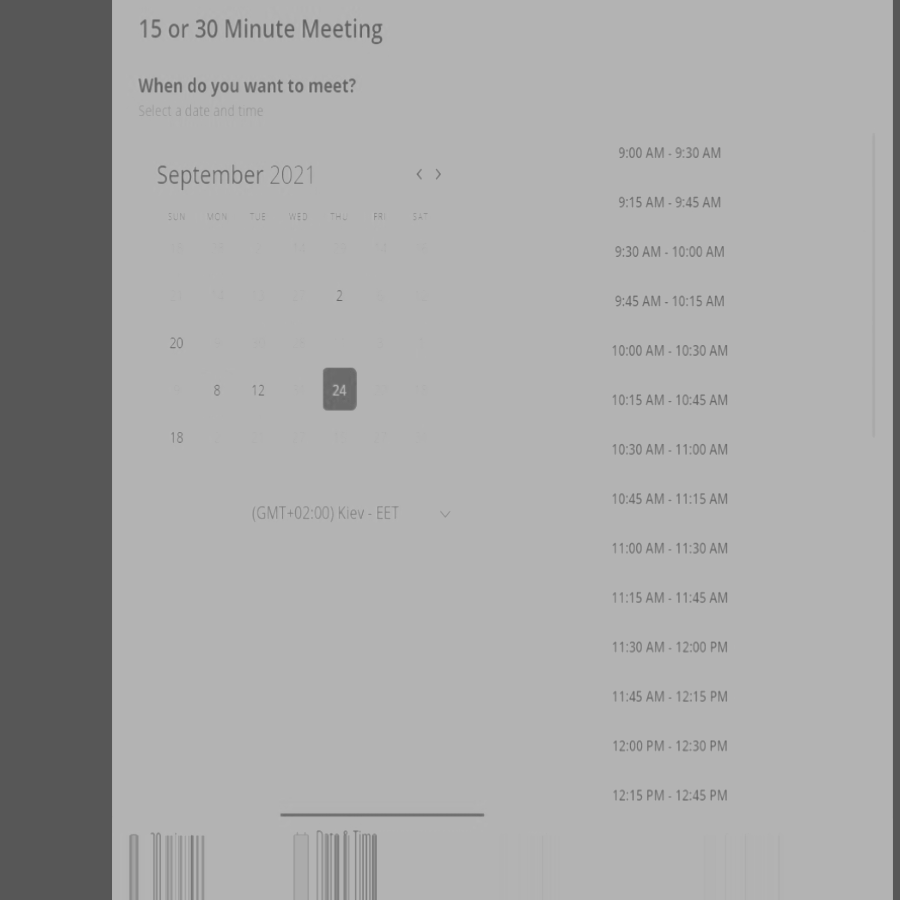 15 or 30 Minute Meeting
When do you want to meet?
Select a date and time
September 2021
SUN MON TUE WED THU FRI SAT
2
20
8 12 24
18
(GMT+02:00) Kiev - EET
9:00 AM - 9:30 AM
9:15 AM - 9:45 AM
9:30 AM - 10:00 AM
9:45 AM - 10:15 AM
10:00 AM - 10:30 AM
10:15 AM - 10:45 AM
10:30 AM - 11:00 AM
10:45 AM - 11:15 AM
11:00 AM - 11:30 AM
11:15 AM - 11:45 AM
11:30 AM - 12:00 PM
11:45 AM - 12:15 PM
12:00 PM - 12:30 PM
12:15 PM - 12:45 PM
Date & Time